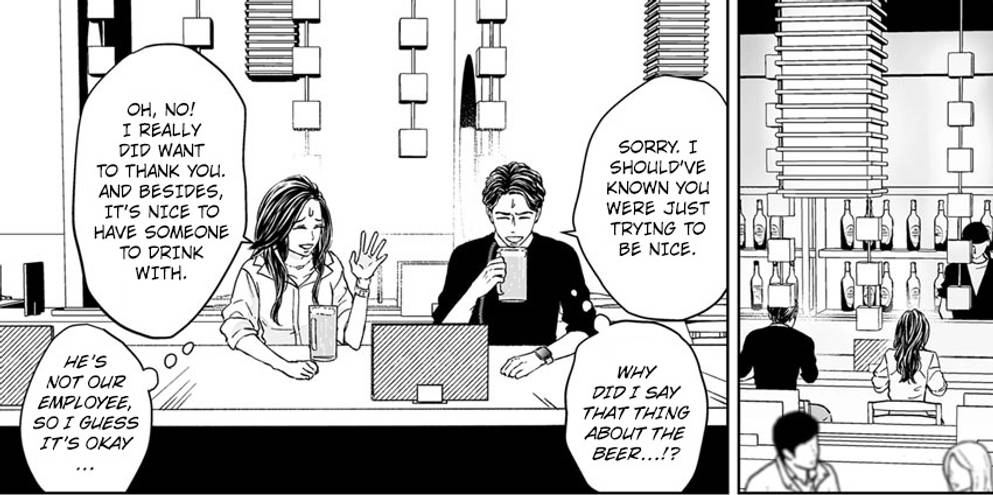 SORRY. I
SHOULD'VE
KNOWN YOU
WERE JUST
TRYING TO
BE NICE.
WHY
DID I SAY
THAT THING
ABOUT THE
BEER...!?
OH, NO!
I REALLY
DID WANT
TO THANK YOU.
AND BESIDES,
IT'S NICE TO
HAVE SOMEONE
TO DRINK
WITH.
HE'S
NOT OUR
EMPLOYEE,
SO I GUESS
IT'S OKAY
...